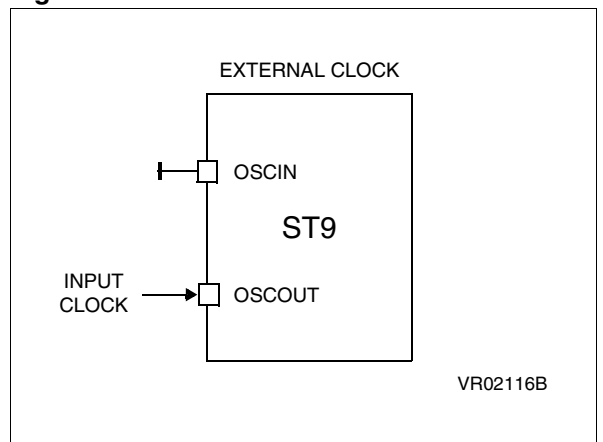 EXTERNAL CLOCK
OSCIN
ST9
INPUT
CLOCK
OSCOUT
VR02116B